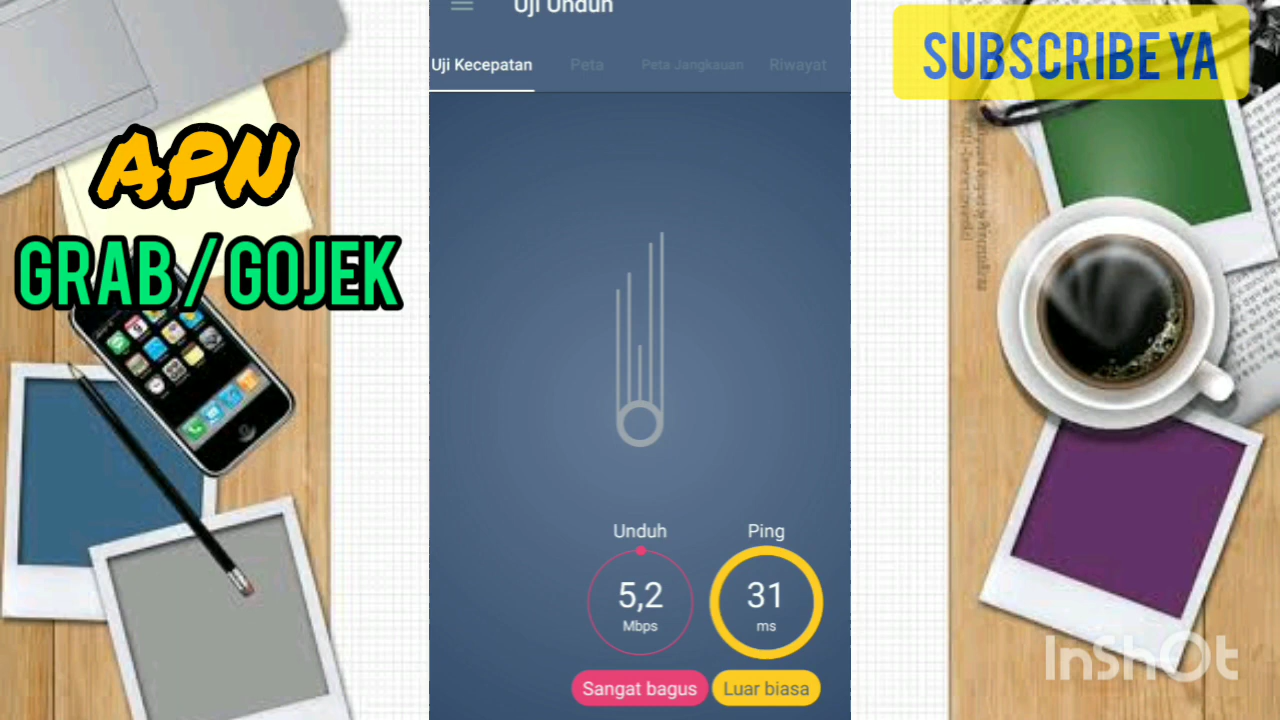 Uji Unduh
SUBSCRIBE YA
Uji Kecepatan
Peta
Peta Jangkauan
Riwayat
APN
GRAB / GOJEK
Unduh
Ping
5,2
31
Mbps
ms
Sangat bagus
Luar biasa
InShOt